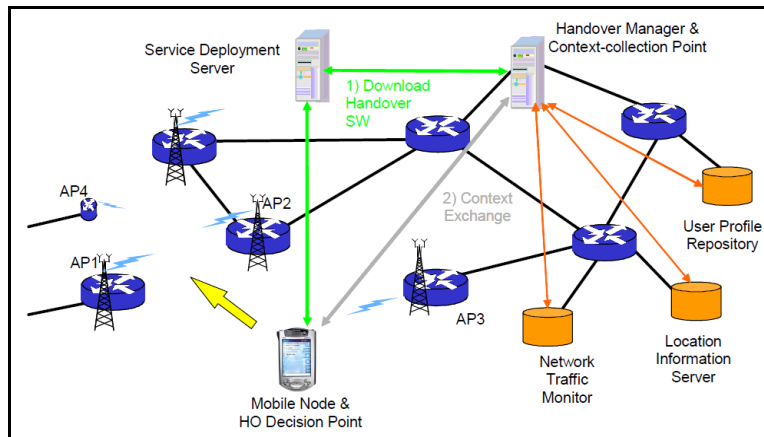 Handover Manager &
Context-collection Point
Service Deployment
Server
1) Download
Handover
SW
AP4
AP2
2) Context
Exchange
User Profile
Repository
AP1
AP3
Network
Traffic
Monitor
Location
Information
Server
Mobile Node &
HO Decision Point